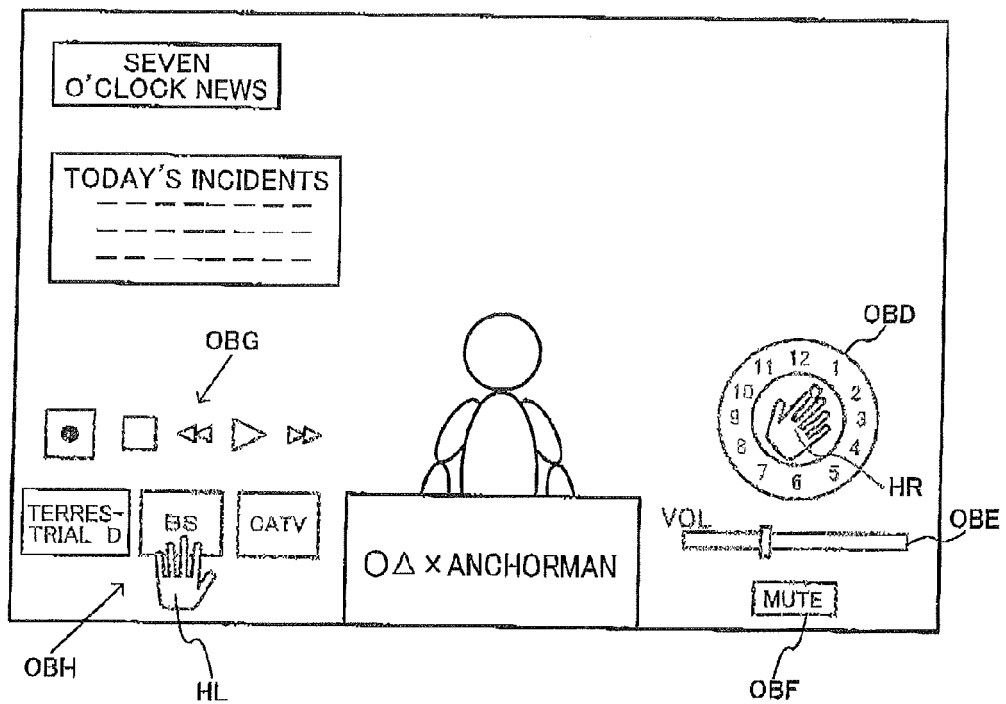 SEVEN
O'CLOCK NEWS
TODAY'S INCIDENTS
OBG
OBD
11 12 1
10 2
9 3
8 4
7 6 5
HR
TERRES-
TRIAL D
BS
CATV
VOL
OBE
○△×ANCHORMAN
MUTE
OBH
HL
OBF